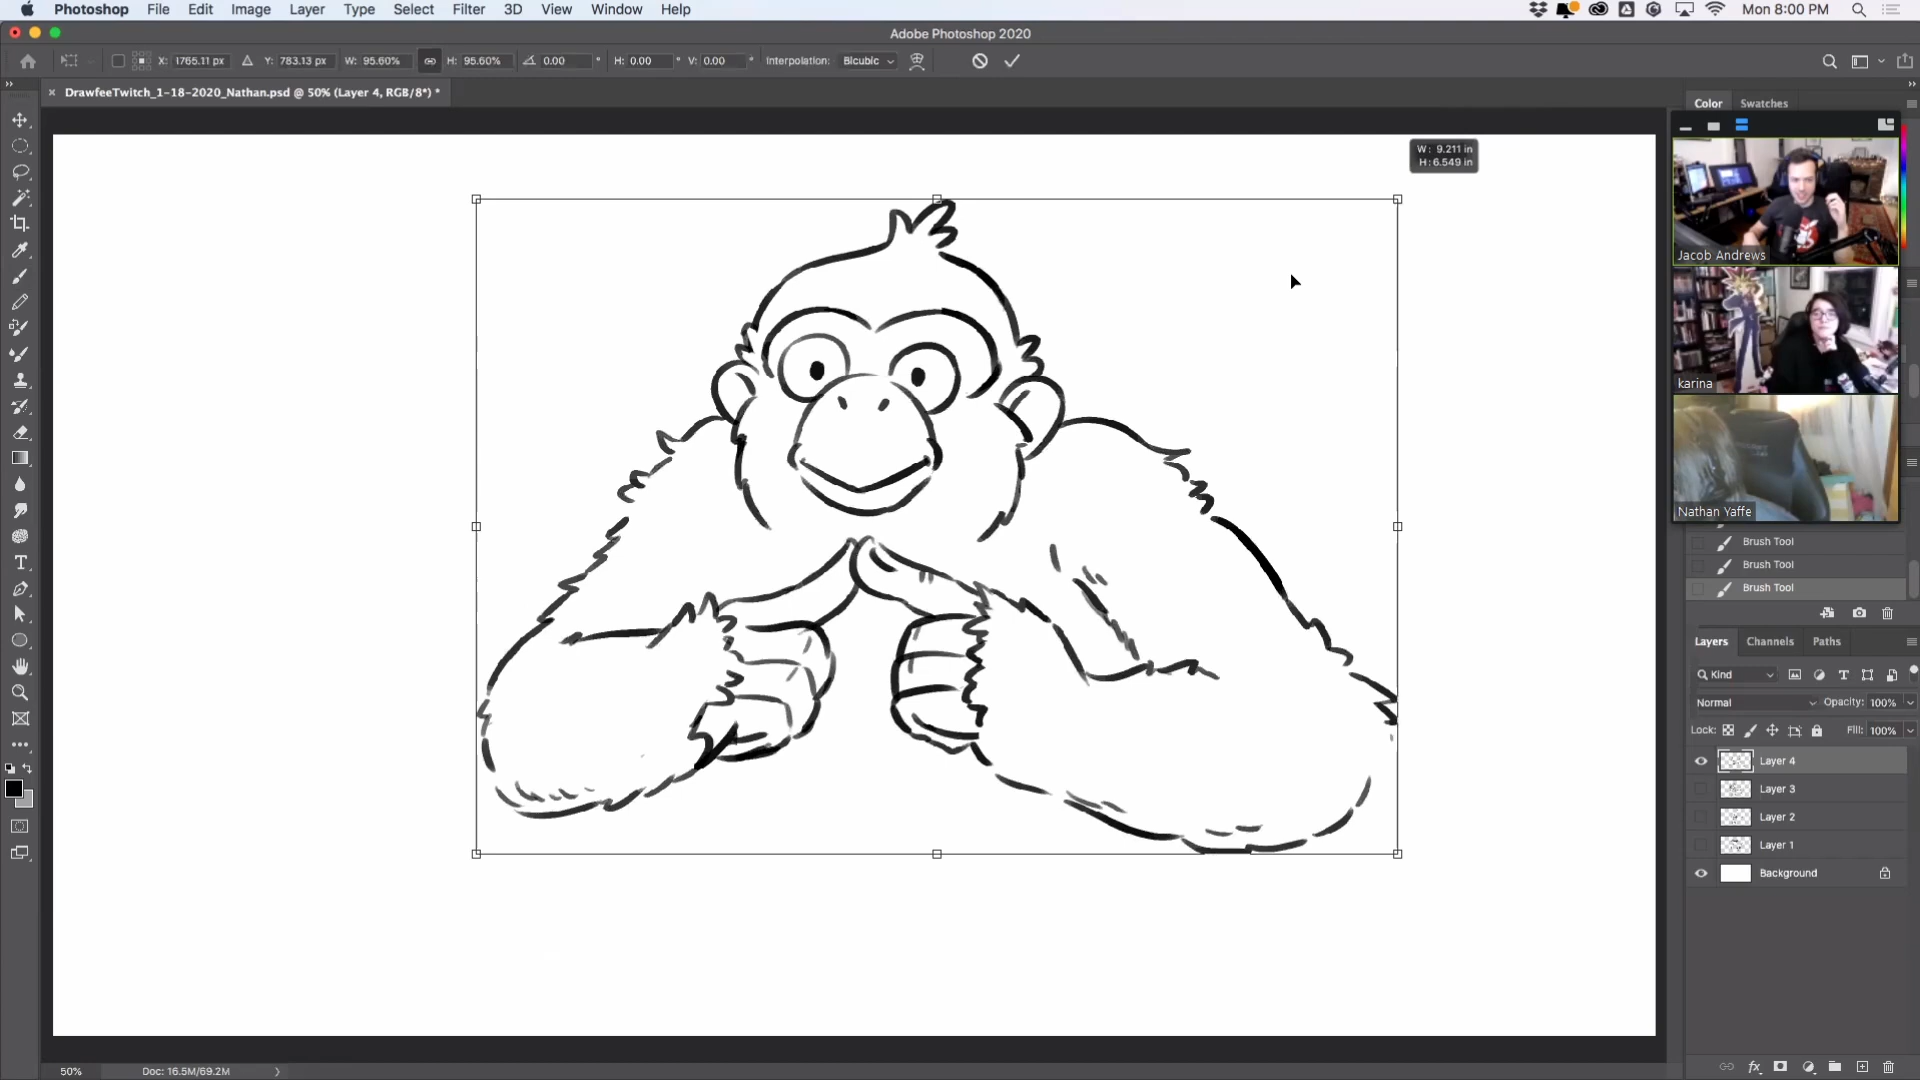 Photoshop File Edit Image Layer Type Select Filter 3D View Window Help Mon 8:00 PM
Adobe Photoshop 2020
X: 1765.11 px Y: 783.13 px W: 95.60% H: 95.60% 0.00 ° H: 0.00 ° V: 0.00 ° Interpolation: Bicubic
× DrawfeeTwitch_1-18-2020_Nathan.psd @ 50% (Layer 4, RGB/8*) *
Color Swatches
W: 9.211 in
H: 6.549 in
Jacob Andrews
karina
Nathan Yaffe
Brush Tool
Brush Tool
Brush Tool
Layers Channels Paths
Kind
Normal Opacity: 100%
Lock: Fill: 100%
Layer 4
Layer 3
Layer 2
Layer 1
Background
50% Doc: 16.5M/69.2M